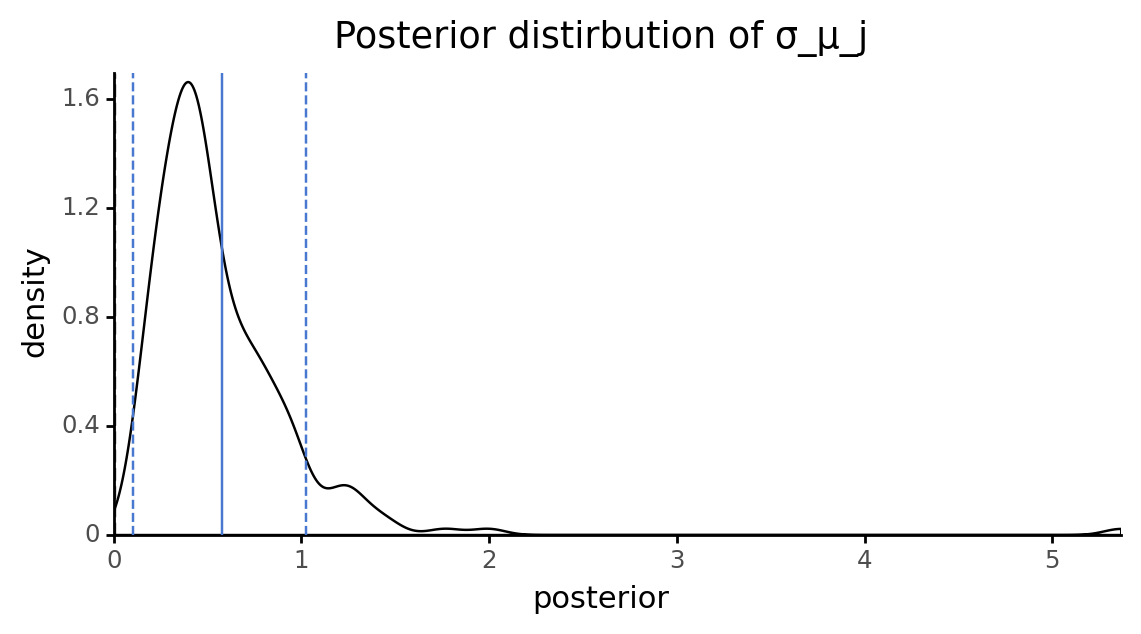 Posterior distirbution of σ_μ_j
1.6
1.2
0.8
0.4
0
density
0 1 2 3 4 5
posterior